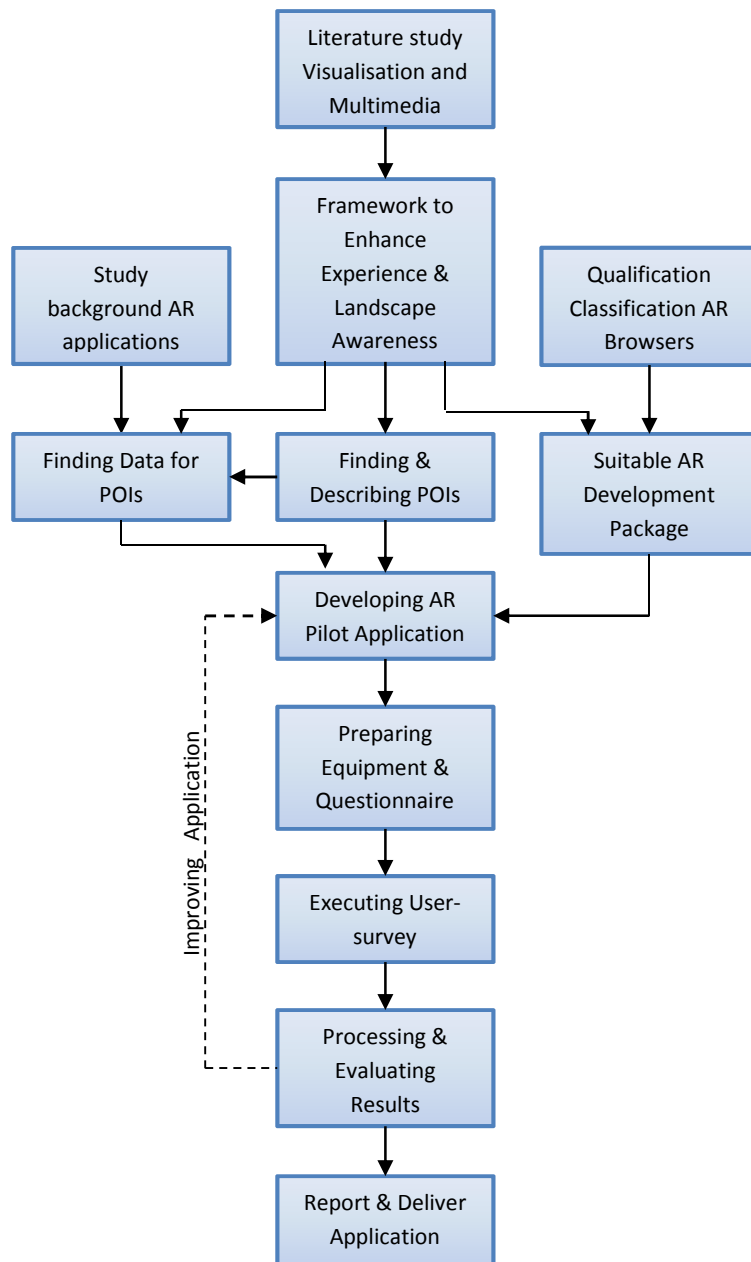 Literature study
Visualisation and
Multimedia
Framework to
Enhance
Experience &
Landscape
Awareness
Study
background AR
applications
Qualification
Classification AR
Browsers
Finding Data for
POIs
Finding &
Describing POIs
Suitable AR
Development
Package
Developing AR
Pilot Application
Improving Application
Preparing
Equipment &
Questionnaire
Executing User-
survey
Processing &
Evaluating
Results
Report & Deliver
Application